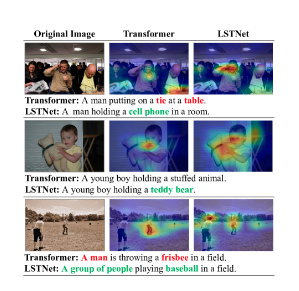 Original Image Transformer LSTNet
Transformer: A man putting on a tie at a table.
LSTNet: A man holding a cell phone in a room.
Transformer: A young boy holding a stuffed animal.
LSTNet: A young boy holding a teddy bear.
Transformer: A man is throwing a frisbee in a field.
LSTNet: A group of people playing baseball in a field.